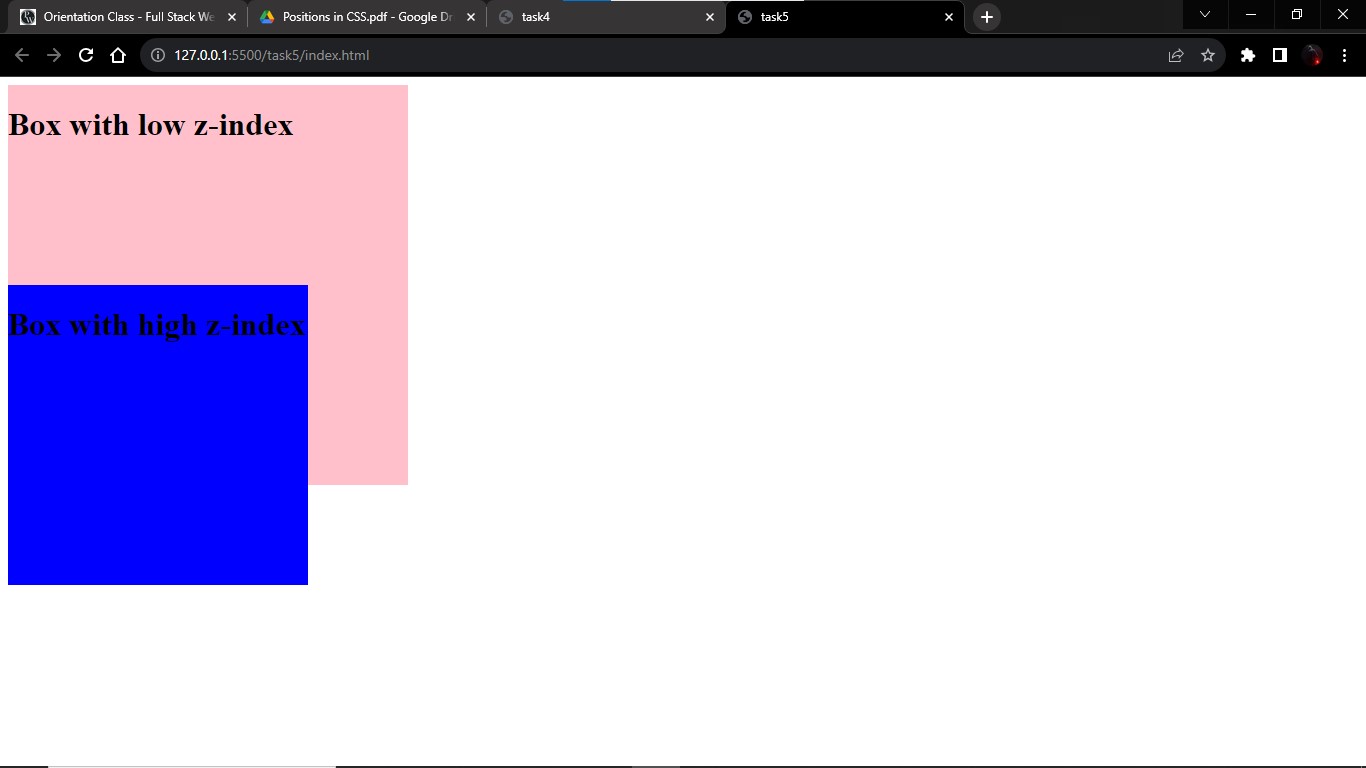 Orientation Class - Full Stack We
Positions in CSS.pdf - Google Dr
task4
task5
127.0.0.1:5500/task5/index.html
Box with low z-index
Box with high z-index